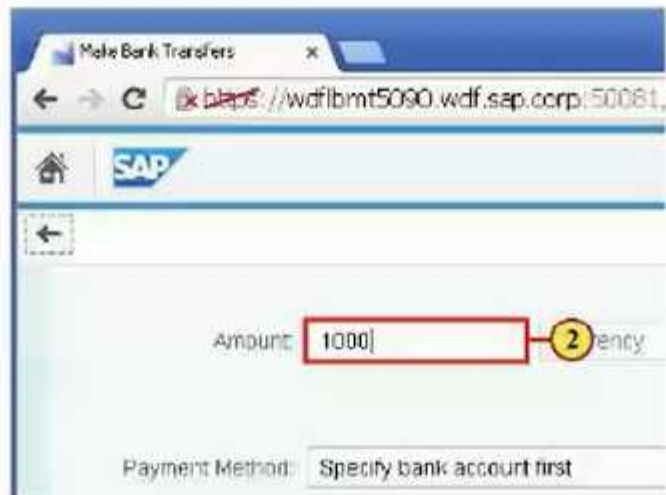 Make Bank Transfers
https://wdflbmt5090.wdf.sap.corp:50081
SAP
Amount: 1000 2 rency
Payment Method: Specify bank account first